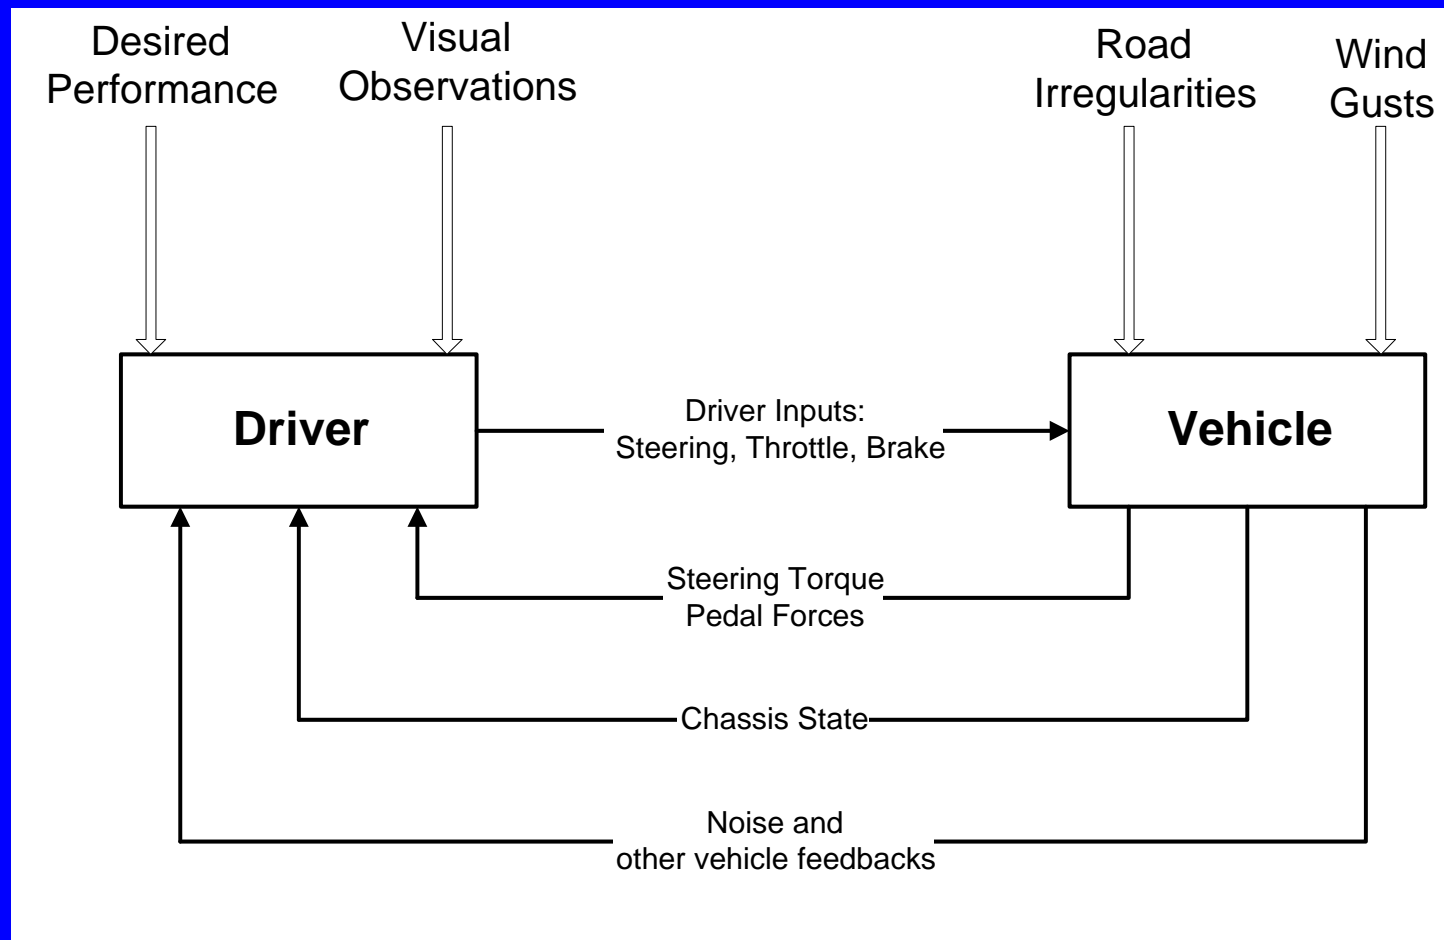 Desired
Performance
Visual
Observations
Road
Irregularities
Wind
Gusts
Driver
Driver Inputs:
Steering, Throttle, Brake
Vehicle
Steering Torque
Pedal Forces
Chassis State
Noise and
other vehicle feedbacks